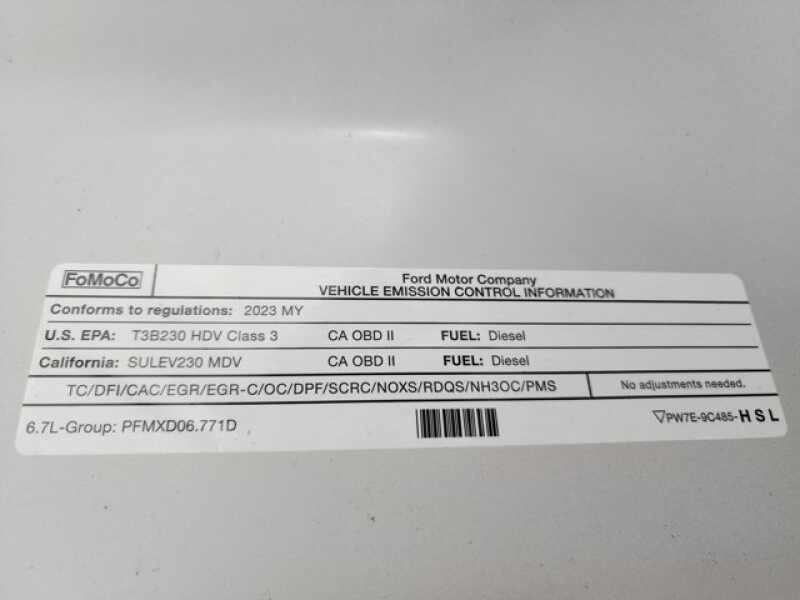 FoMoCo
Ford Motor Company
VEHICLE EMISSION CONTROL INFORMATION
Conforms to regulations: 2023 MY
U.S. EPA: T3B230 HDV Class 3 CA OBD II FUEL: Diesel
California: SULEV230 MDV CA OBD II FUEL: Diesel
TC/DFI/CAC/EGR/EGR-C/OC/DPF/SCRC/NOXS/RDQS/NH3OC/PMS No adjustments needed.
6.7L-Group: PFMXD06.771D PW7E-9C485-HSL